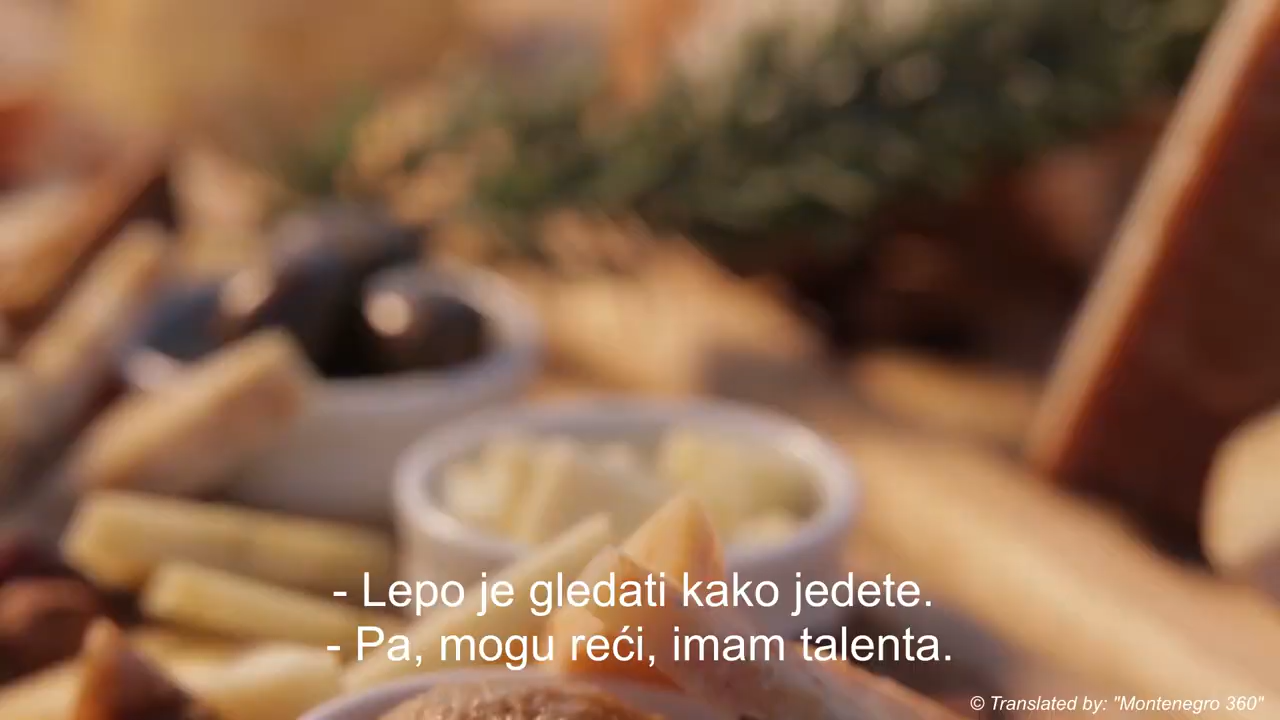 - Lepo je gledati kako jedete.
- Pa, mogu reći, imam talenta.
© Translated by: "Montenegro 360"